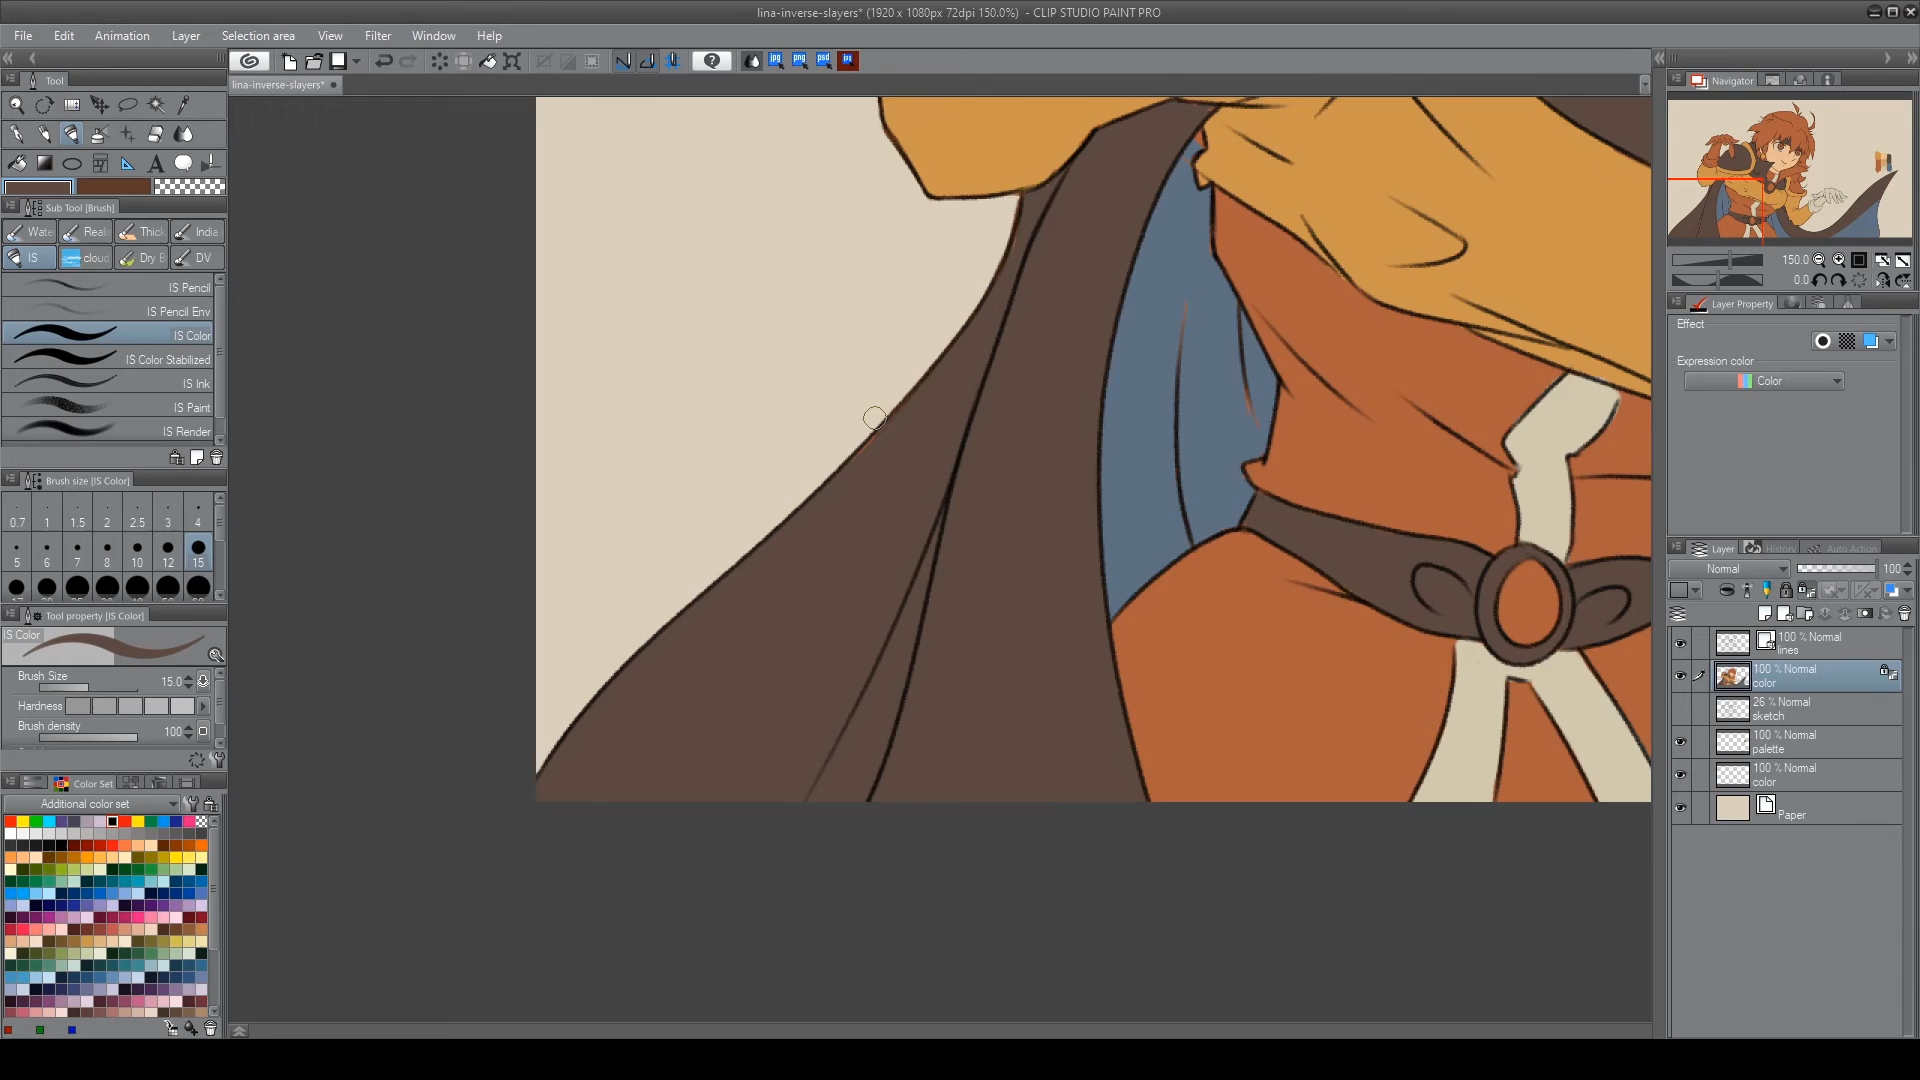 lina-inverse-slayers* (1920 x 1080px 72dpi 150.0%)  - CLIP STUDIO PAINT PRO
File Edit Animation Layer Selection area View Filter Window Help
Tool
lina-inverse-slayers*
Navigator
Sub Tool [Brush]
Wate Reali Thick India
IS cloud Dry B DV
IS Pencil
IS Pencil Env
IS Color
IS Color Stabilized
IS Ink
IS Paint
IS Render
Brush size [IS Color]
0.7 1 1.5 2 2.5 3 4
5 6 7 8 10 12 15
Tool property [IS Color]
IS Color
Brush Size 15.0
Hardness
Brush density 100
Color Set
Additional color set
150.0
0.0
Layer Property
Effect
Expression color
Color
Layer History Auto Action
Normal 100
100 % Normal
lines
100 % Normal
color
26 % Normal
sketch
100 % Normal
palette
100 % Normal
color
Paper
jpg png psd